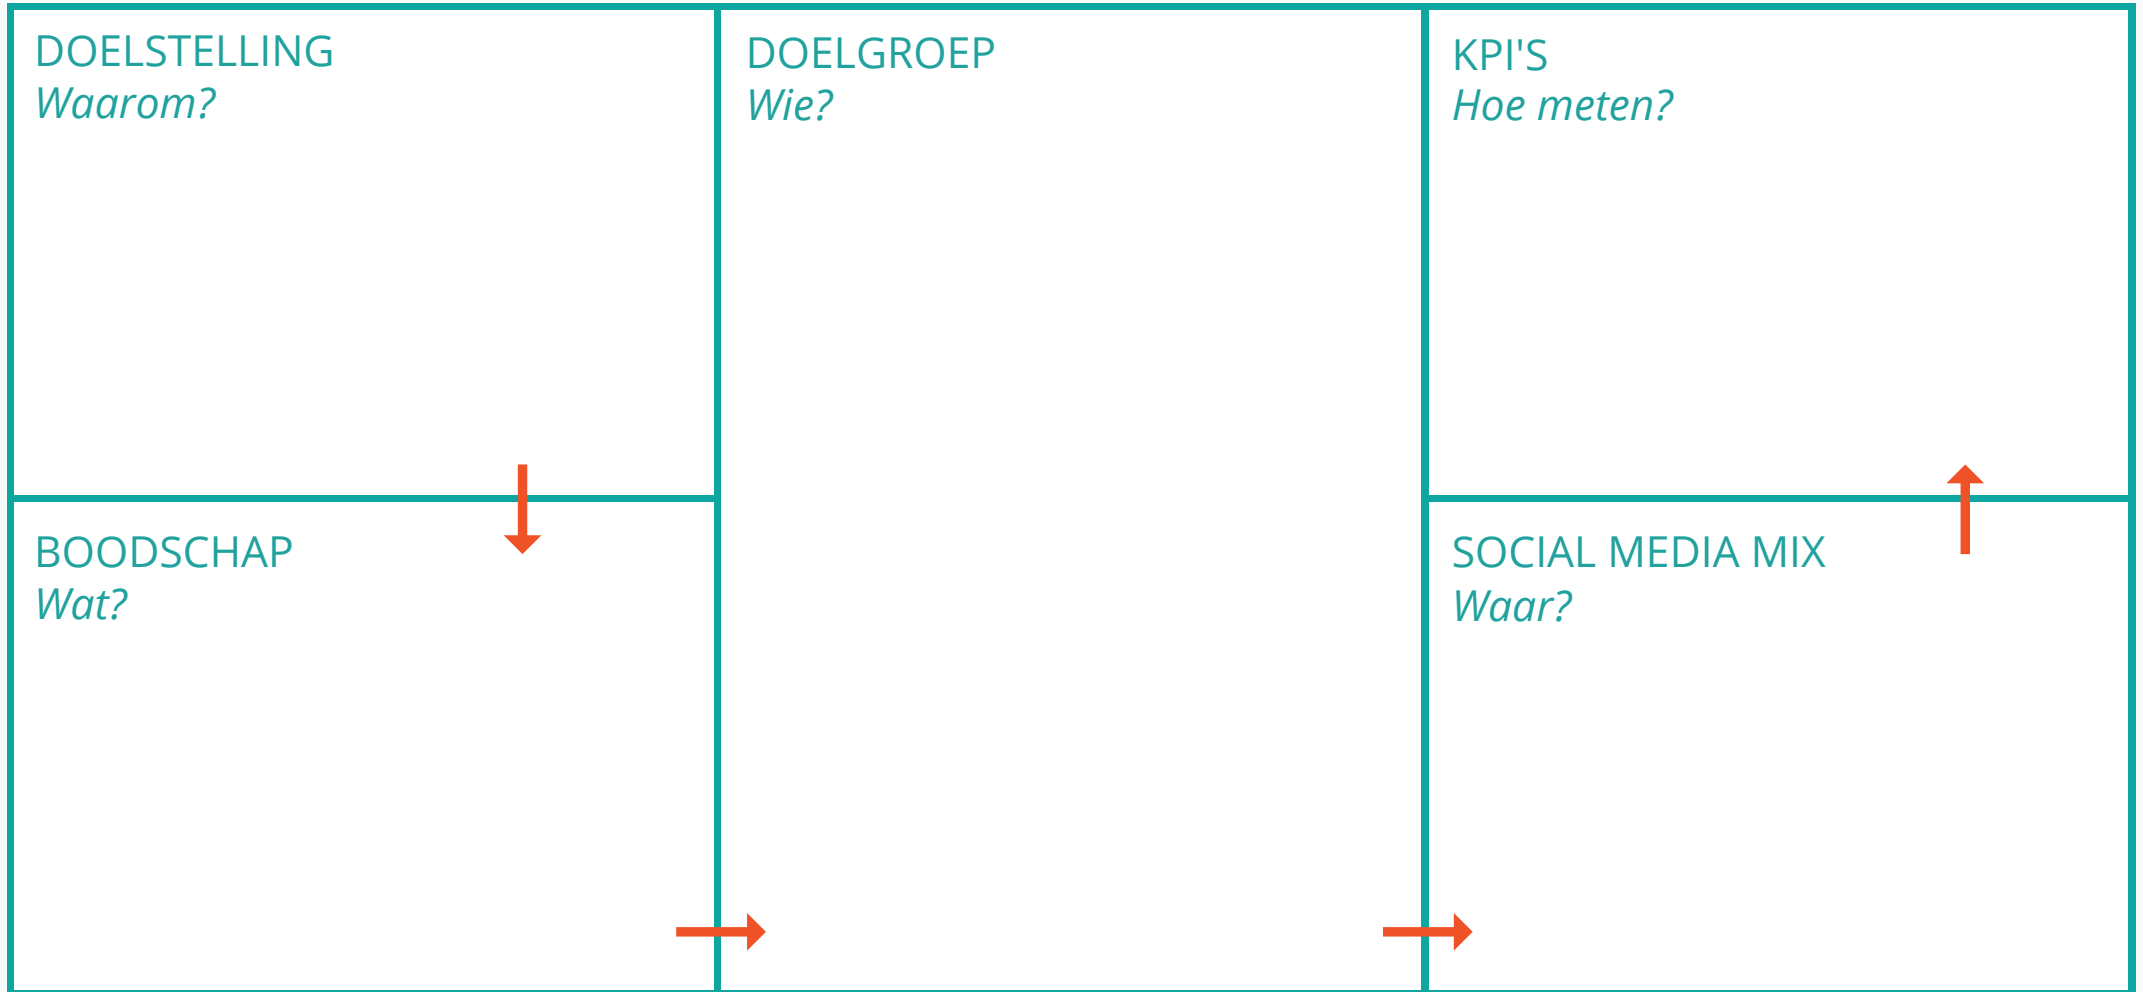 DOELSTELLING
Waarom?
BOODSCHAP
Wat?
DOELGROEP
Wie?
SOCIAL MEDIA MIX
Waar?
KPI'S
Hoe meten?